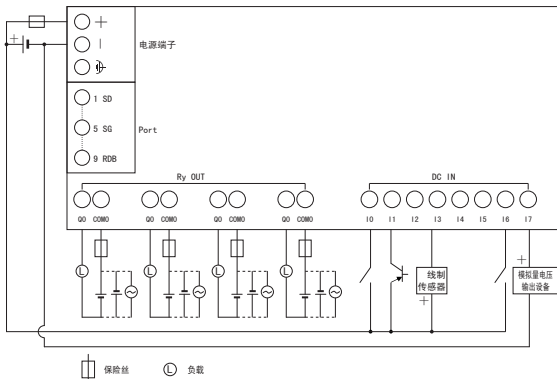 +
+
—
电源端子
1 SD
5 SG
Port
9 RDB
Ry OUT
DC IN
Q0 COM0 Q0 COM0 Q0 COM0 Q0 COM0 I0 I1 I2 I3 I4 I5 I6 I7
L L L L
线制
传感器
+
+
模拟量电压
输出设备
保险丝
L 负载